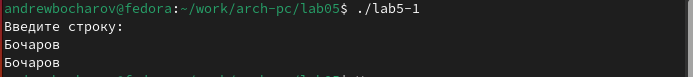 andrewbocharov@fedora:~/work/arch-pc/lab05$ ./lab5-1
Введите строку:
Бочаров
Бочаров